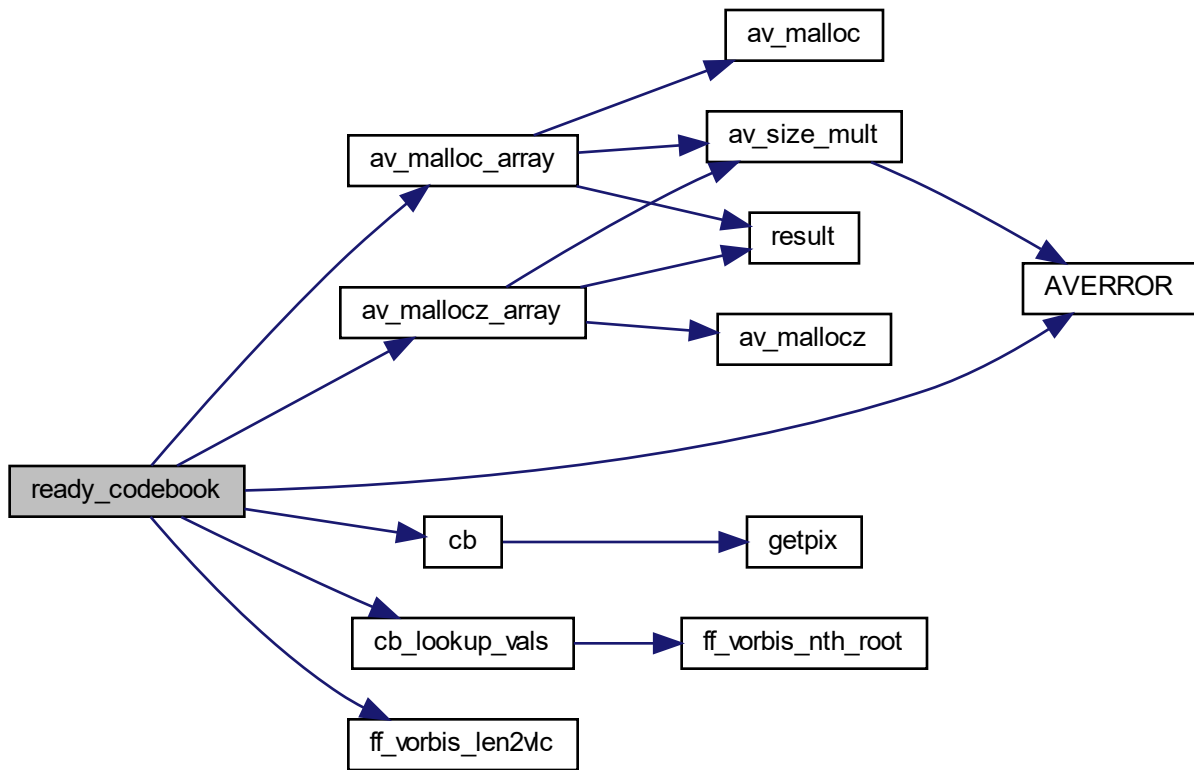 av_malloc
av_malloc_array
av_size_mult
result
AVERROR
av_mallocz_array
av_mallocz
ready_codebook
cb
getpix
cb_lookup_vals
ff_vorbis_nth_root
ff_vorbis_len2vlc